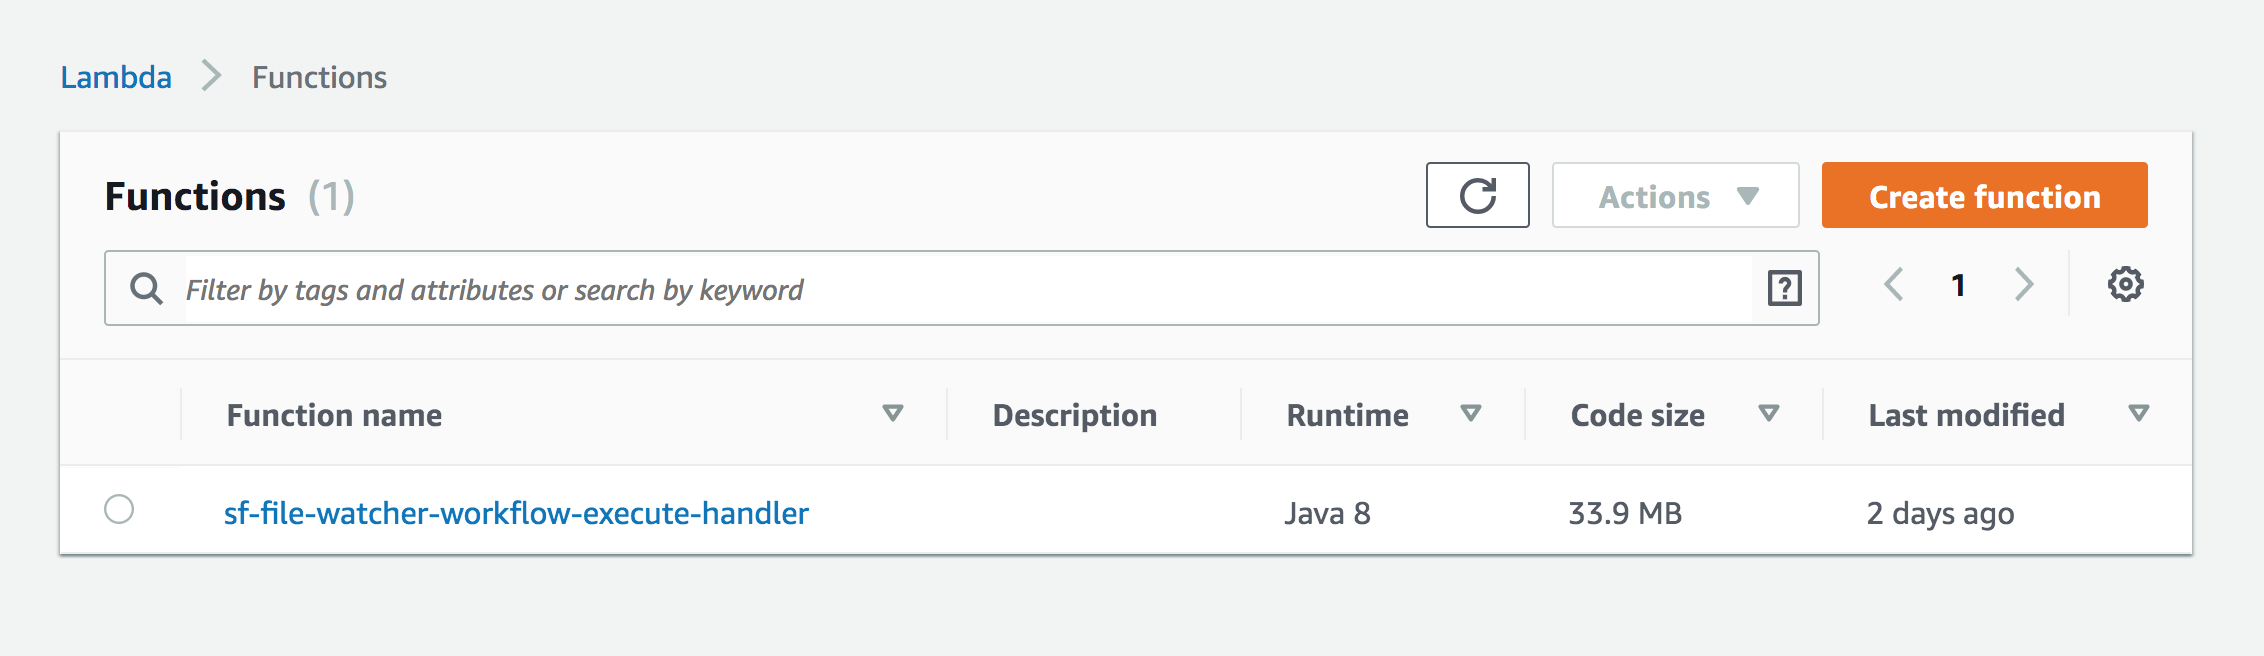 Lambda > Functions
Functions (1)
Actions
Create function
Filter by tags and attributes or search by keyword
1
Function name Description Runtime Code size Last modified
sf-file-watcher-workflow-execute-handler Java 8 33.9 MB 2 days ago